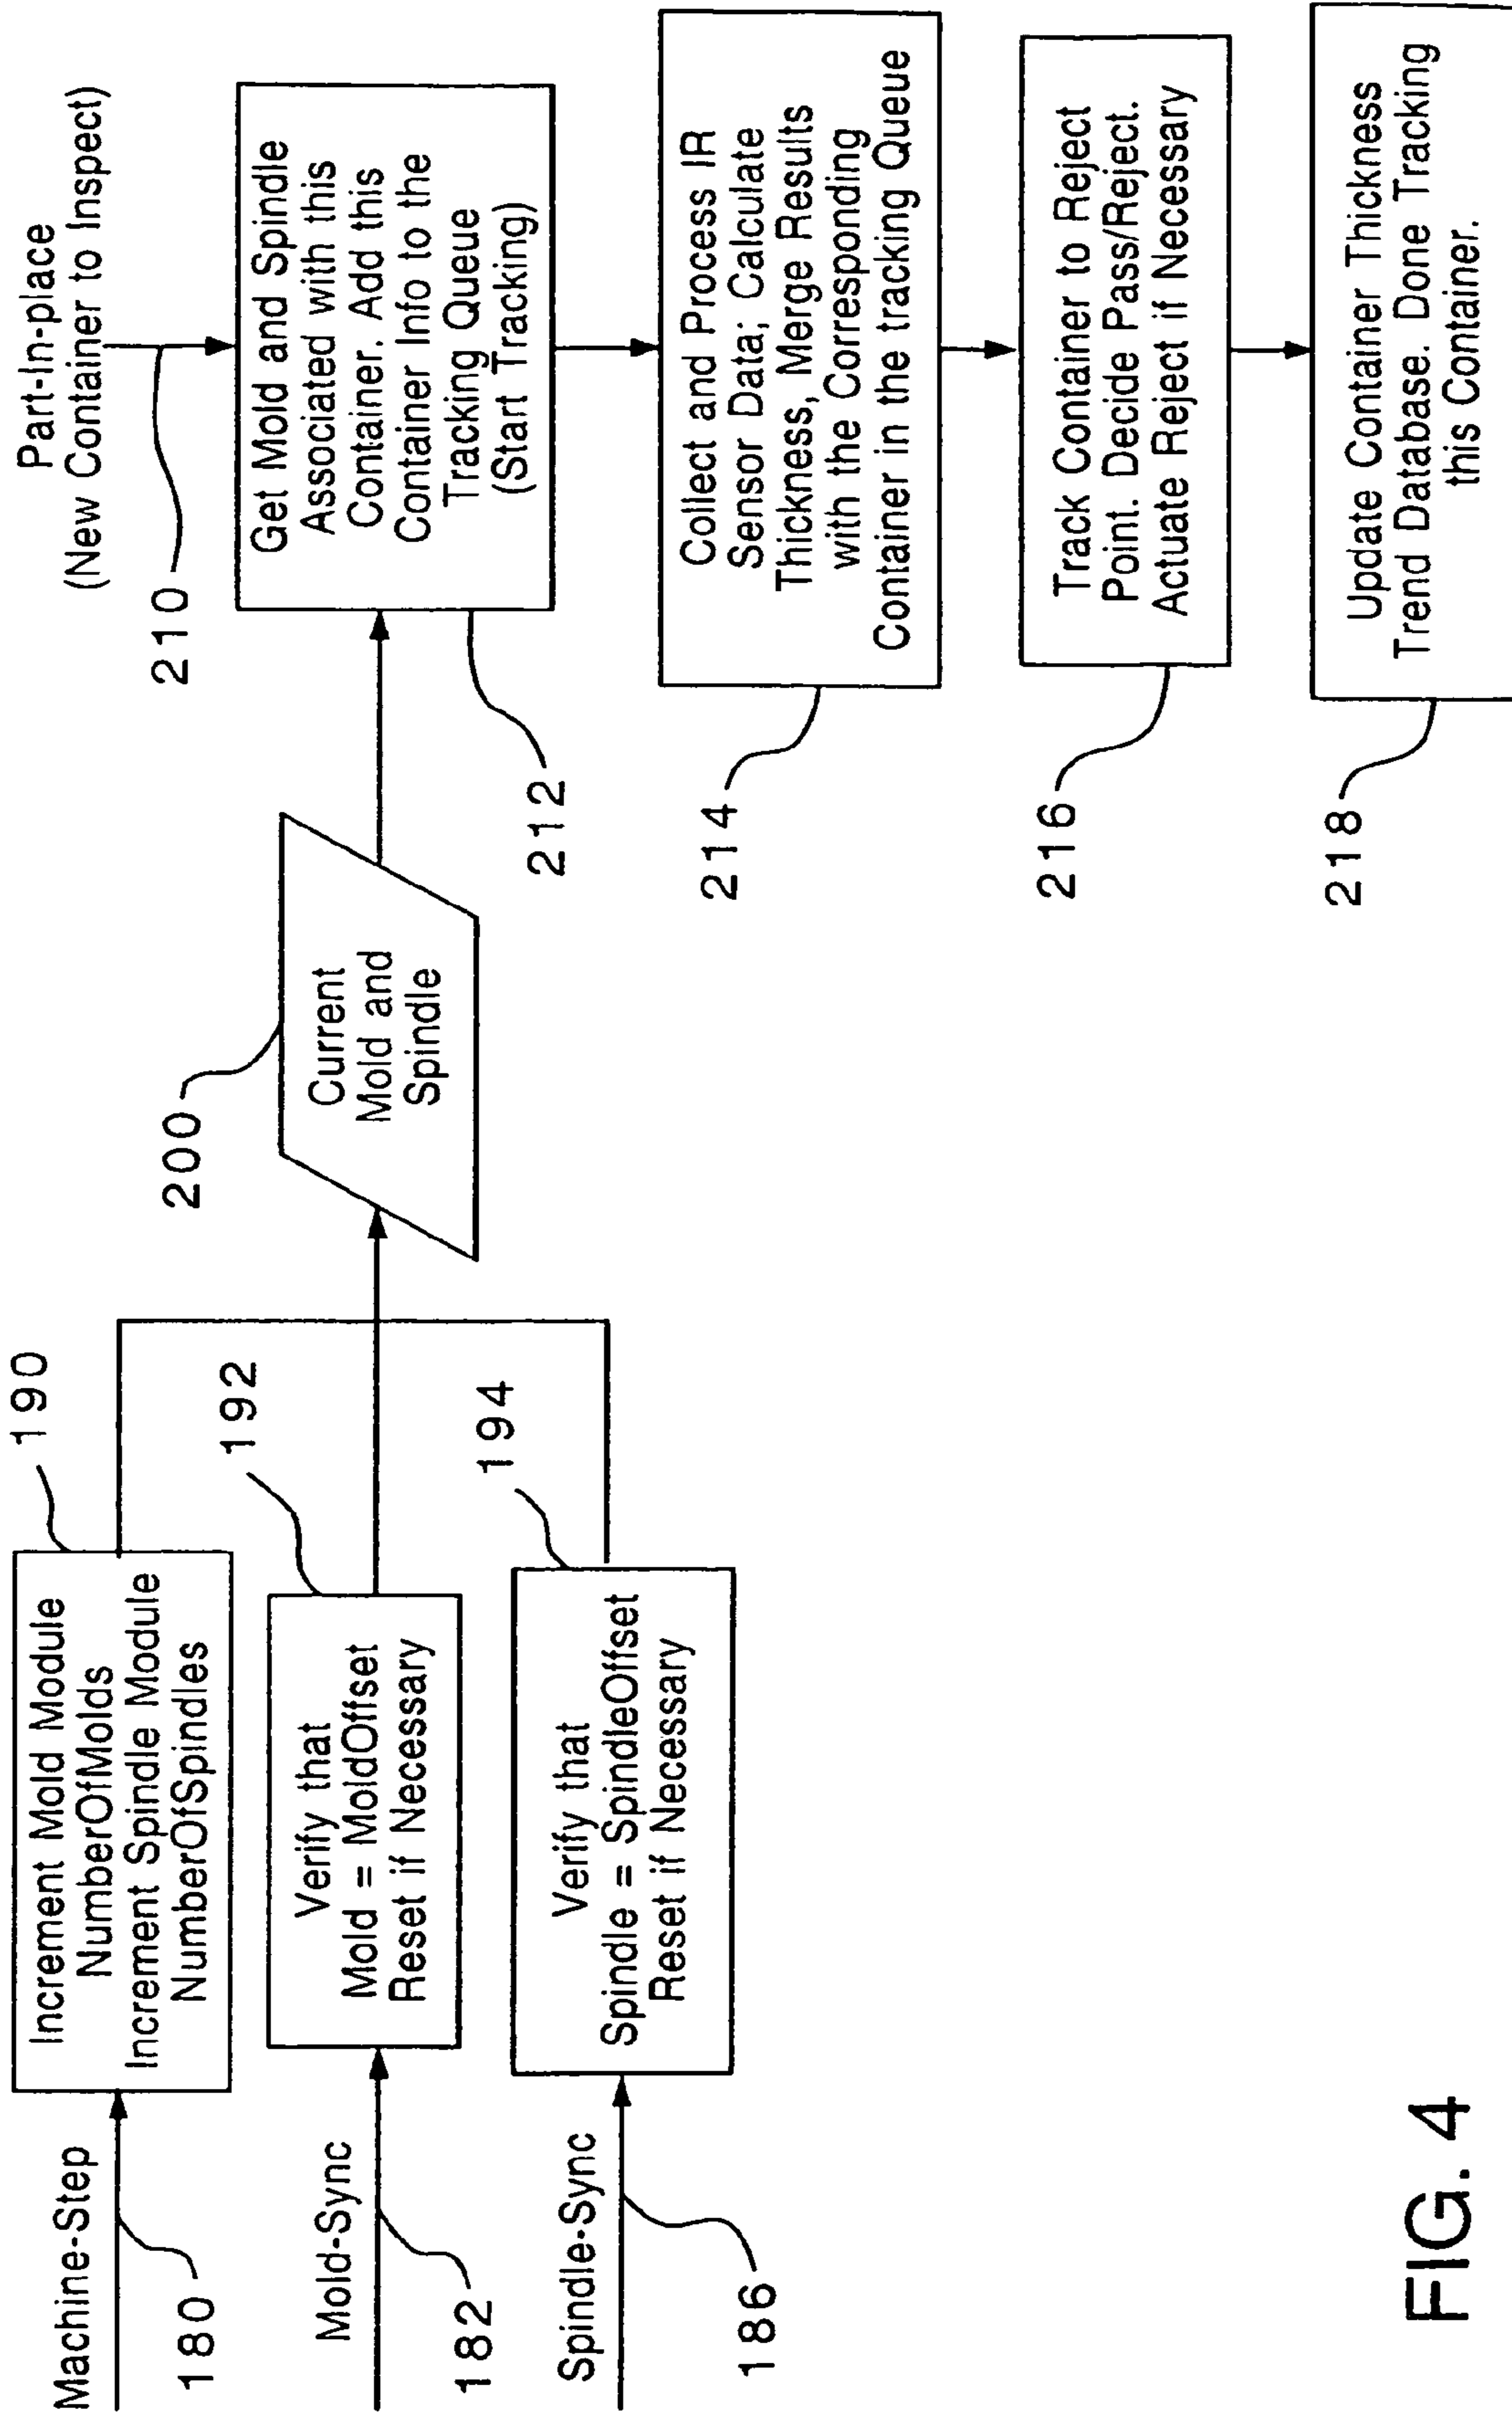 Machine-Step
180
Increment Mold Module
NumberOfMolds
Increment Spindle Module
NumberOfSpindles
190
Mold-Sync
182
Verify that
Mold = MoldOffset
Reset if Necessary
192
Spindle-Sync
186
Verify that
Spindle = SpindleOffset
Reset if Necessary
194
200
Current
Mold and
Spindle
Part-In-place
(New Container to Inspect)
210
Get Mold and Spindle
Associated with this
Container. Add this
Container Info to the
Tracking Queue
(Start Tracking)
212
Collect and Process IR
Sensor Data; Calculate
Thickness, Merge Results
with the Corresponding
Container in the tracking Queue
214
Track Container to Reject
Point. Decide Pass/Reject.
Actuate Reject if Necessary
216
Update Container Thickness
Trend Database. Done Tracking
this Container.
218
FIG. 4